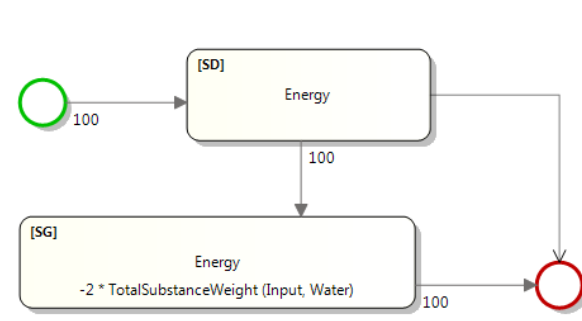 [SD]
Energy
100
100
[SG]
Energy
-2 * TotalSubstanceWeight (Input, Water)
100